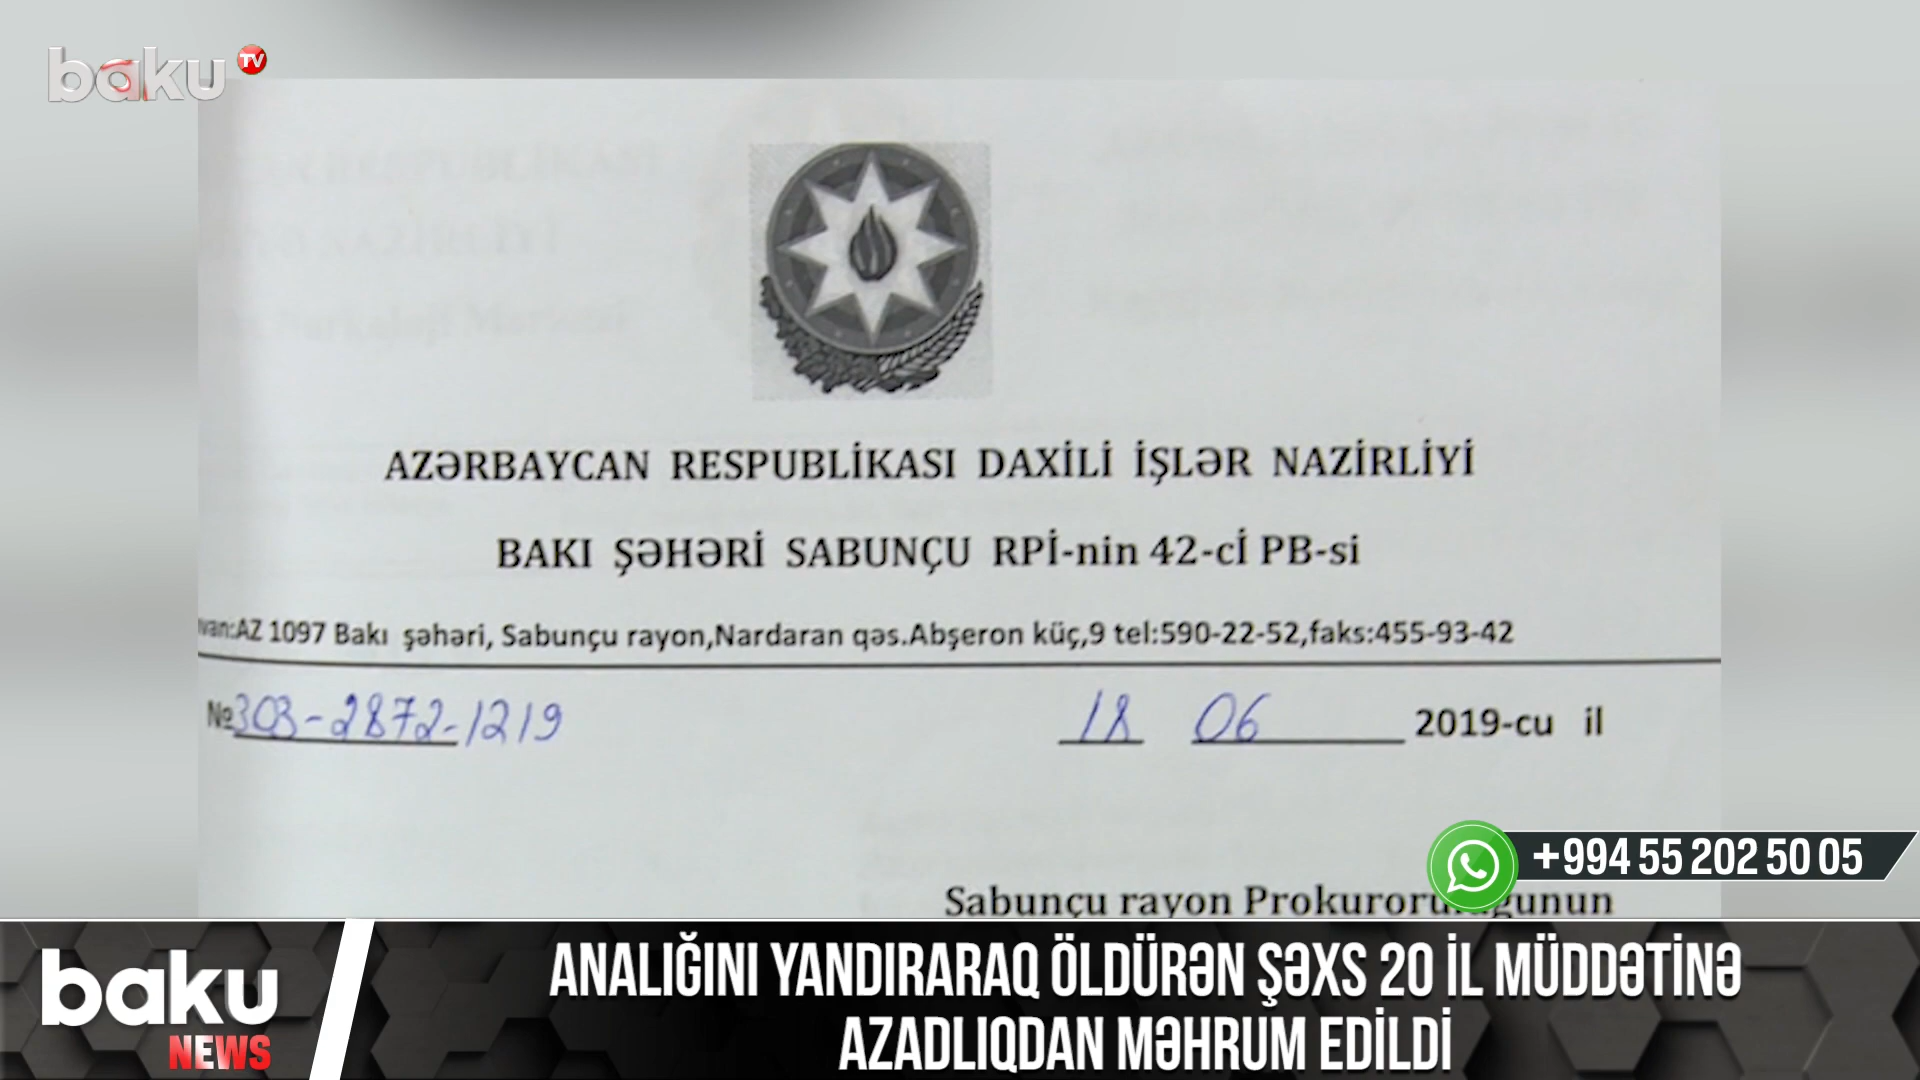 baku TV
AZƏRBAYCAN RESPUBLİKASI DAXİLİ İŞLƏR NAZİRLİYİ
BAKI ŞƏHƏRİ SABUNÇU RPİ-nin 42-cİ PB-si
van:AZ 1097 Bakı şəhəri, Sabunçu rayon,Nardaran qəs.Abşeron küç,9 tel:590-22-52,faks:455-93-42
№303-2872-1219 18 06 2019-cu il
+994 55 202 50 05
Sabunçu rayon
baku NEWS
ANALIĞINI YANDIRARAQ ÖLDÜRƏN ŞƏXS 20 İL MÜDDƏTİNƏ
AZADLIQDAN MƏHRUM EDİLDİ